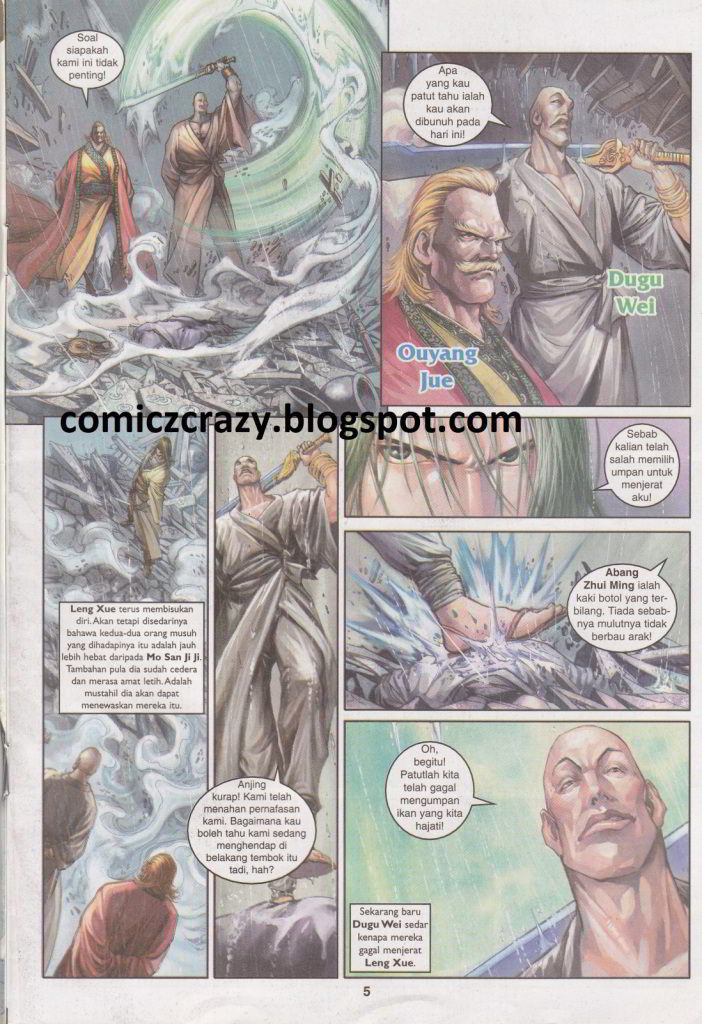 Soal
siapakah
kami ini tidak
penting!
Apa
yang kau
patut tahu ialah
kau akan
dibunuh pada
hari ini!
Dugu
Wei
Ouyang
Jue
comiczcrazy.blogspot.com
Leng Xue terus membisukan
diri. Akan tetapi disedarinya
bahawa kedua-dua orang musuh
yang dihadapinya itu adalah jauh
lebih hebat daripada Mo San Ji Ji.
Tambahan pula dia sudah cedera
dan merasa amat letih. Adalah
mustahil dia akan dapat
menewaskan mereka itu.
Anjing
kurap! Kami telah
menahan pernafasan
kami. Bagaimana kau
boleh tahu kami sedang
menghendap di
belakang tembok itu
tadi, hah?
Sebab
kalian telah
salah memilih
umpan untuk
menjerat
aku!
Abang
Zhui Ming ialah
kaki botol yang ter-
bilang. Tiada sebab-
nya mulutnya tidak
berbau arak!
Oh,
begitu!
Patutlah kita
telah gagal
mengumpan
ikan yang kita
hajati!
Sekarang baru
Dugu Wei sedar
kenapa mereka
gagal menjerat
Leng Xue.
5